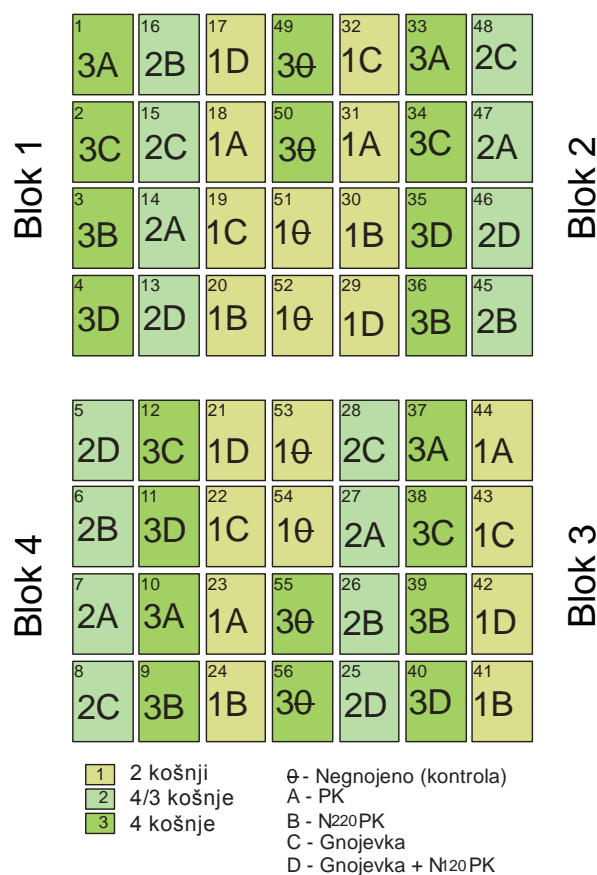 1 16 17 49 32 33 48
3A 2B 1D 3θ 1C 3A 2C
2 15 18 50 31 34 47
3C 2C 1A 3θ 1A 3C 2A
Blok 1
Blok 2
3 14 19 51 30 35 46
3B 2A 1C 1θ 1B 3D 2D
4 13 20 52 29 36 45
3D 2D 1B 1θ 1D 3B 2B
5 12 21 53 28 37 44
2D 3C 1D 1θ 2C 3A 1A
6 11 22 54 27 38 43
2B 3D 1C 1θ 2A 3C 1C
Blok 4
Blok 3
7 10 23 55 26 39 42
2A 3A 1A 3θ 2B 3B 1D
8 9 24 56 25 40 41
2C 3B 1B 3θ 2D 3D 1B
1 2 košnji
2 4/3 košnje
3 4 košnje
θ - Negnojeno (kontrola)
A - PK
B - N220PK
C - Gnojevka
D - Gnojevka + N120PK